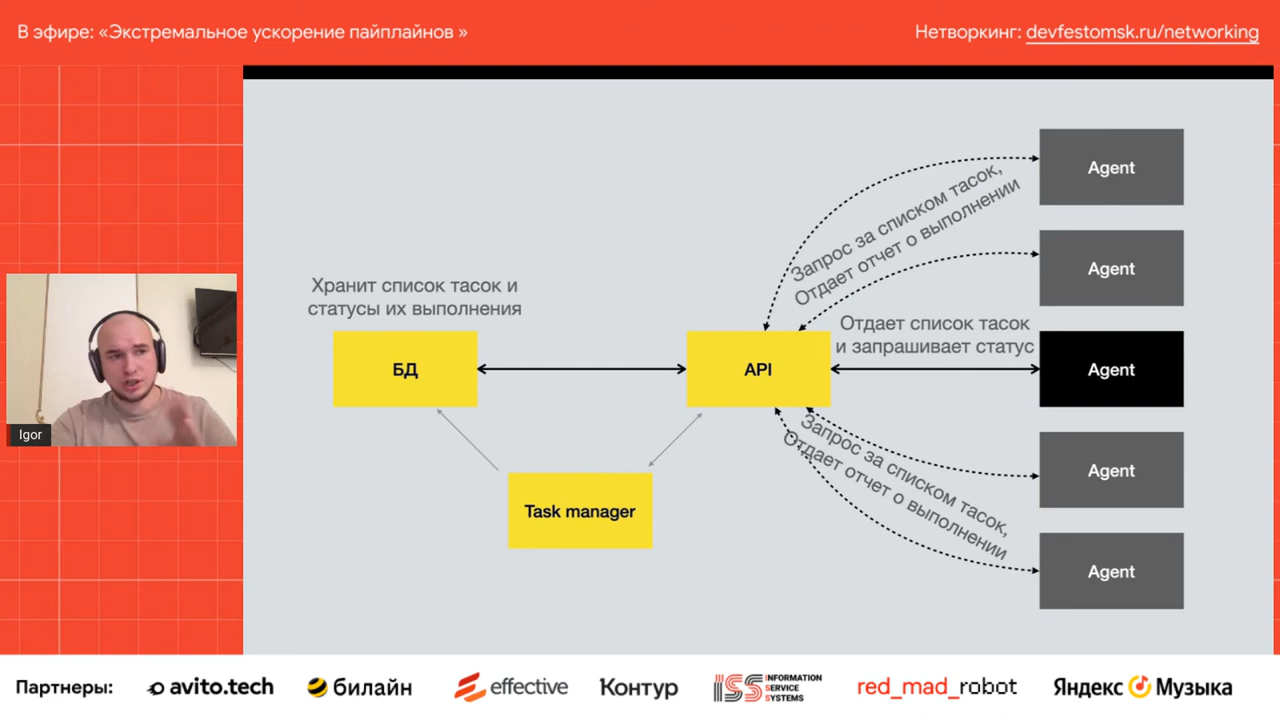 В эфире: «Экстремальное ускорение пайплайнов »
Нетворкинг: devfestomsk.ru/networking
Agent
Запрос за списком тасок,
Отдает отчет о выполнении
Agent
Хранит список тасок и
статусы их выполнения
Отдает список тасок
и запрашивает статус
БД
API
Agent
Igor
Запрос за списком тасок,
Отдает отчет о выполнении
Agent
Task manager
Agent
Партнеры:
avito.tech
билайн
effective
Контур
ISS INFORMATION
SERVICE
SYSTEMS
red_mad_robot
Яндекс Музыка